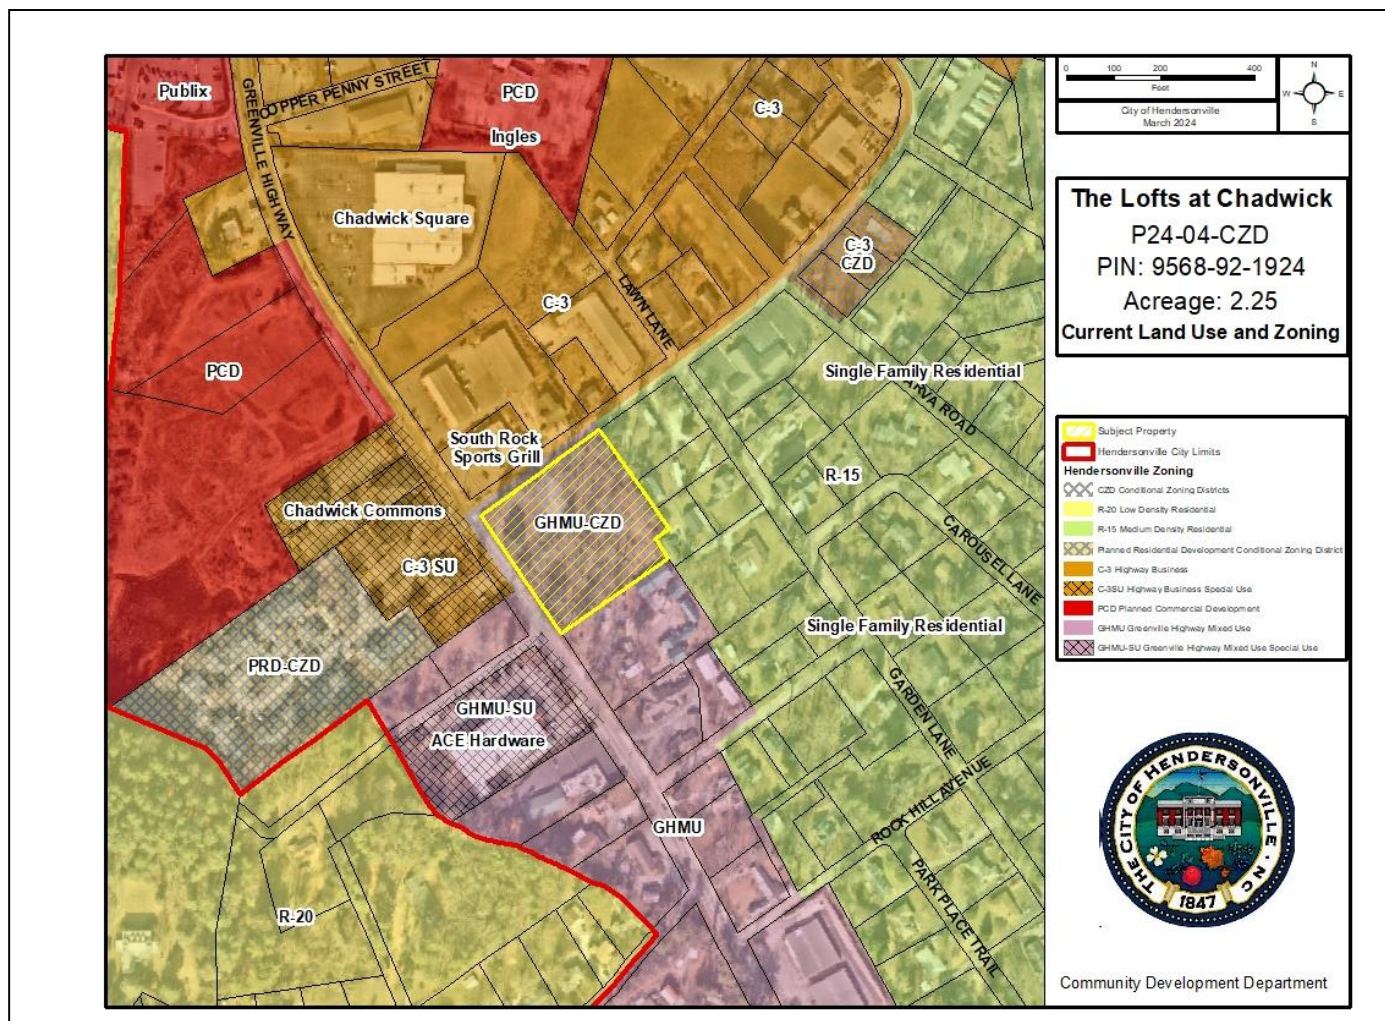 Publix
GREENVILLE HIGHWAY
COPPER PENNY STREET
PCD
Ingles
C-3
Chadwick Square
C-3
CZD
C-3
LAWN LANE
PCD
Single Family Residential
ARVA ROAD
South Rock
Sports Grill
R-15
Chadwick Commons
GHMU-CZD
CAROUSEL LANE
C-3 SU
Single Family Residential
PRD-CZD
GARDEN LANE
GHMU-SU
ACE Hardware
ROCK HILL AVENUE
GHMU
PARK PLACE TRAIL
R-20
0 100 200 400
Feet
City of Hendersonville
March 2024
N
W E
S
The Lofts at Chadwick
P24-04-CZD
PIN: 9568-92-1924
Acreage: 2.25
Current Land Use and Zoning
Subject Property
Hendersonville City Limits
Hendersonville Zoning
CZD Conditional Zoning Districts
R-20 Low Density Residential
R-15 Medium Density Residential
Planned Residential Development Conditional Zoning District
C-3 Highway Business
C-3SU Highway Business Special Use
PCD Planned Commercial Development
GHMU Greenville Highway Mixed Use
GHMU-SU Greenville Highway Mixed Use Special Use
THE CITY OF HENDERSONVILLE, NC
1847
Community Development Department